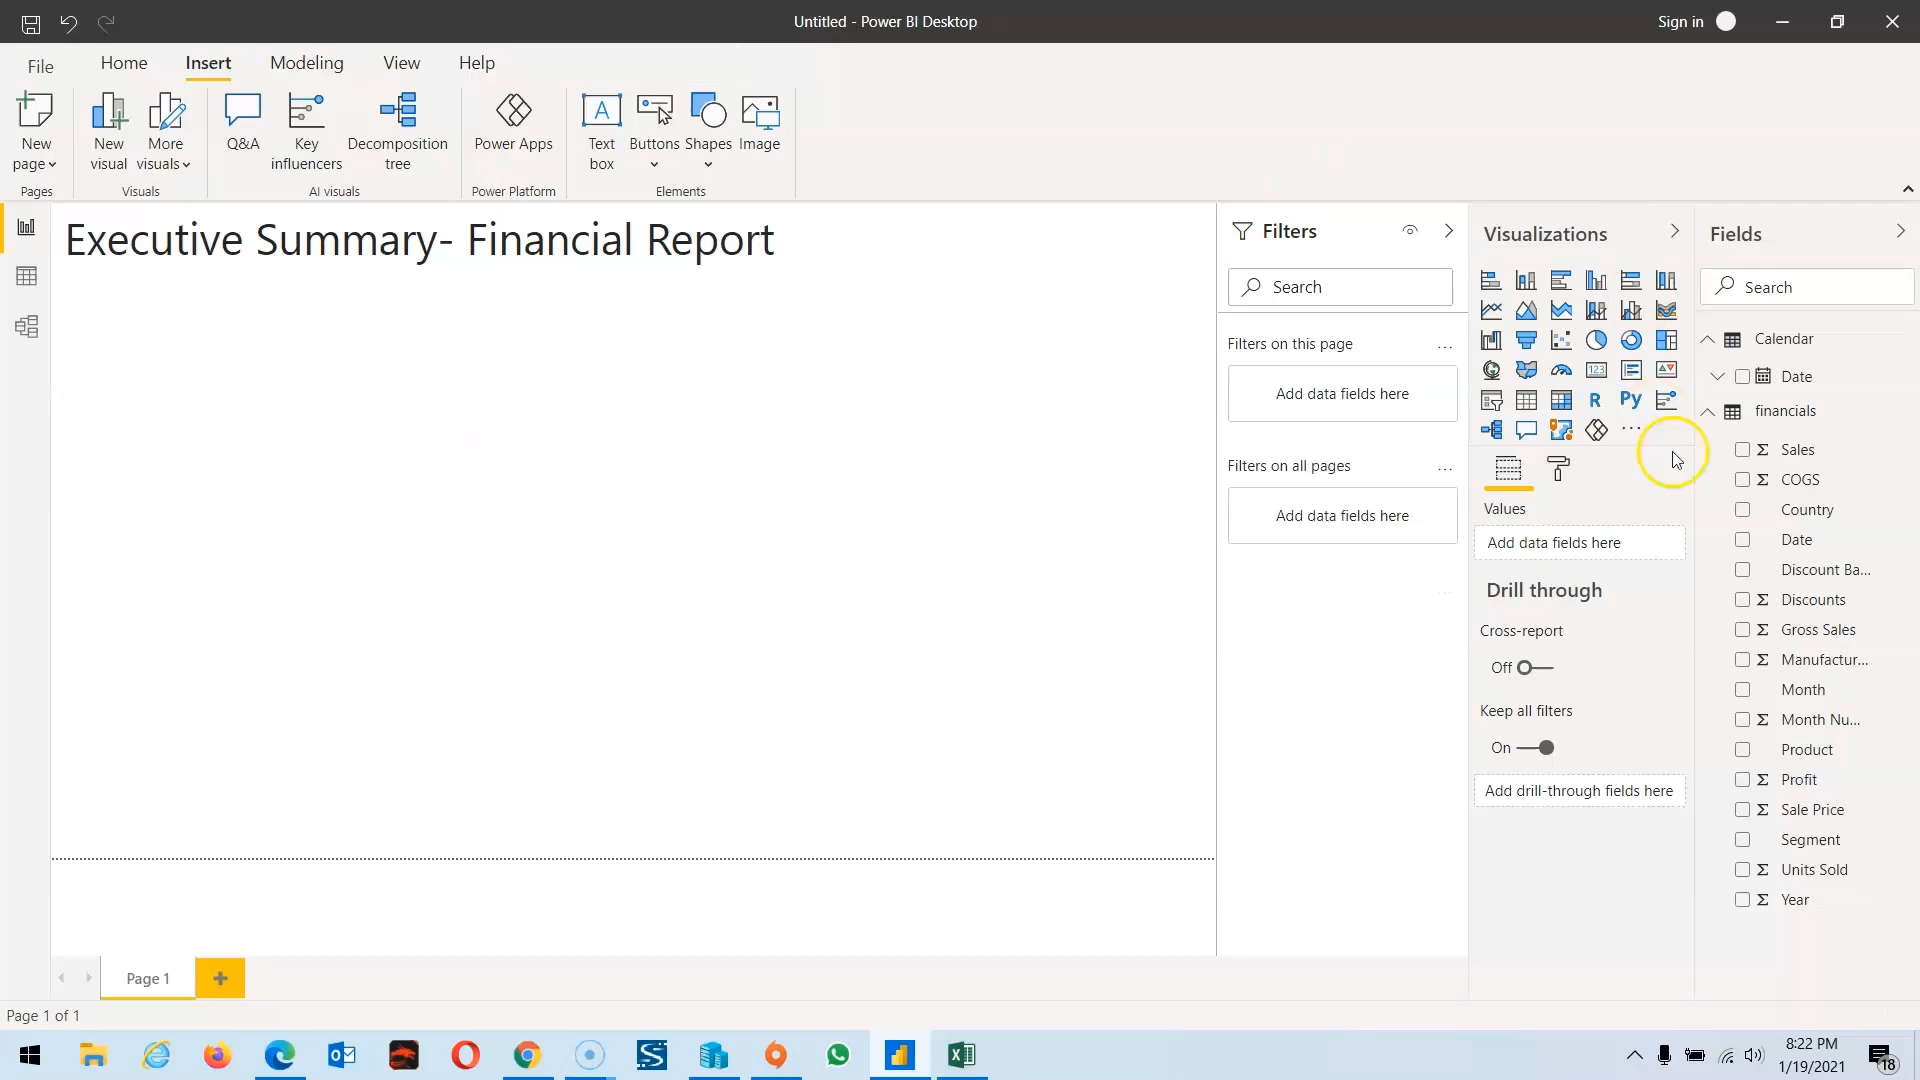 Untitled - Power BI Desktop
Sign in
File
Home
Insert
Modeling
View
Help
New page
New visual
More visuals
Q&A
Key influencers
Decomposition tree
Power Apps
Text box
Buttons
Shapes
Image
Pages
Visuals
AI visuals
Power Platform
Elements
Executive Summary- Financial Report
Filters
Search
Filters on this page
...
Add data fields here
Filters on all pages
...
Add data fields here
Visualizations
123
R
Py
...
Values
Add data fields here
Drill through
Cross-report
Off
Keep all filters
On
Add drill-through fields here
Fields
Search
Calendar
Date
financials
Σ Sales
Σ COGS
Country
Date
Discount Ba...
Σ Discounts
Σ Gross Sales
Σ Manufactur...
Month
Σ Month Nu...
Product
Σ Profit
Σ Sale Price
Segment
Σ Units Sold
Σ Year
Page 1
Page 1 of 1
8:22 PM
1/19/2021
18